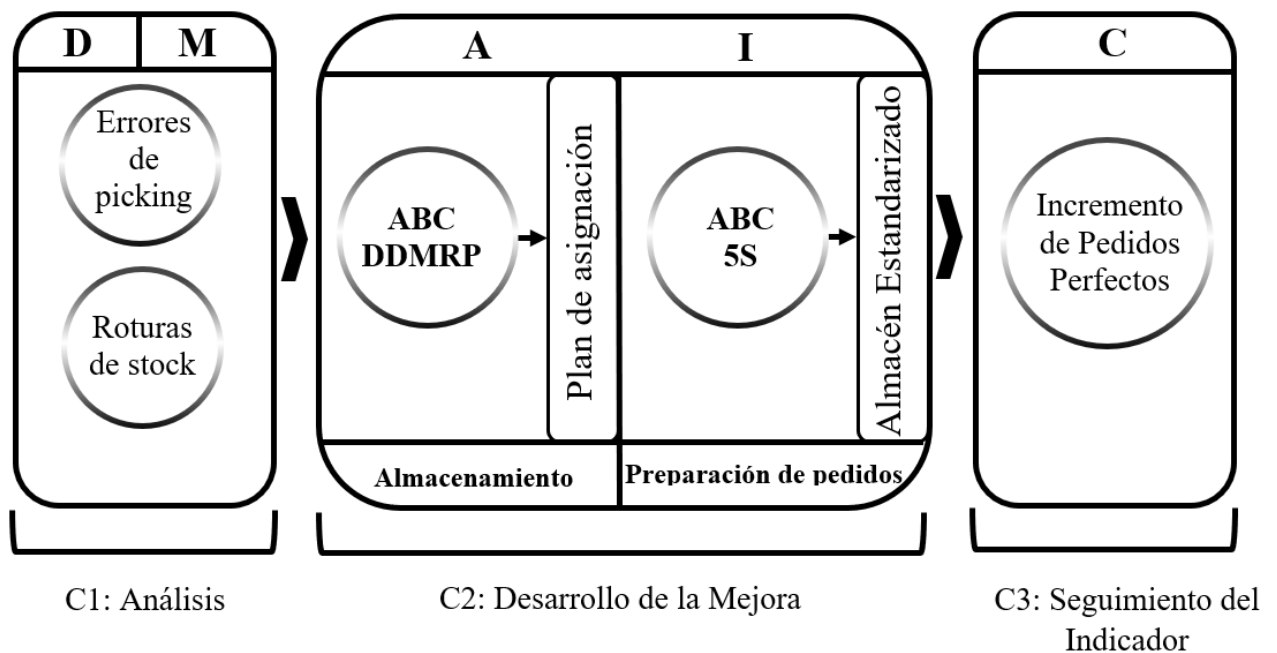 D
M
Errores
de
picking
Roturas
de stock
A
I
ABC
DDMRP
Plan de asignación
ABC
5S
Almacén Estandarizado
Almacenamiento
Preparación de pedidos
C
Incremento
de Pedidos
Perfectos
C1: Análisis
C2: Desarrollo de la Mejora
C3: Seguimiento del
Indicador